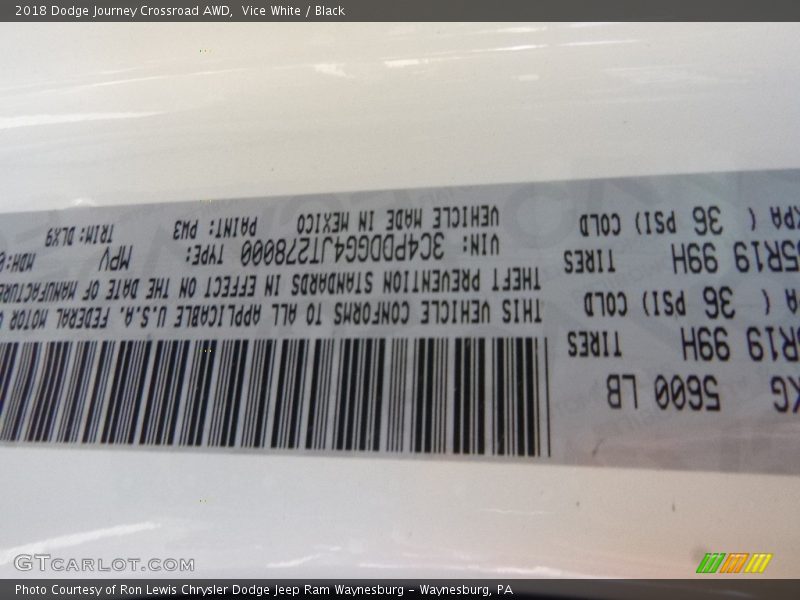 2018 Dodge Journey Crossroad AWD, Vice White / Black
KG 5600 LB
5R19 99H TIRES
A ( 36 PSI) COLD
5R19 99H TIRES
KPA ( 36 PSI) COLD
THIS VEHICLE CONFORMS TO ALL APPLICABLE U.S.A. FEDERAL MOTOR
THEFT PREVENTION STANDARDS IN EFFECT ON THE DATE OF MANUFACTURE
VIN: 3C4PDDGG4JT278000 TYPE: MPV MDH:0
VEHICLE MADE IN MEXICO PAINT: PW3 TRIM: DLX9
GTCARLOT.COM
Photo Courtesy of Ron Lewis Chrysler Dodge Jeep Ram Waynesburg - Waynesburg, PA